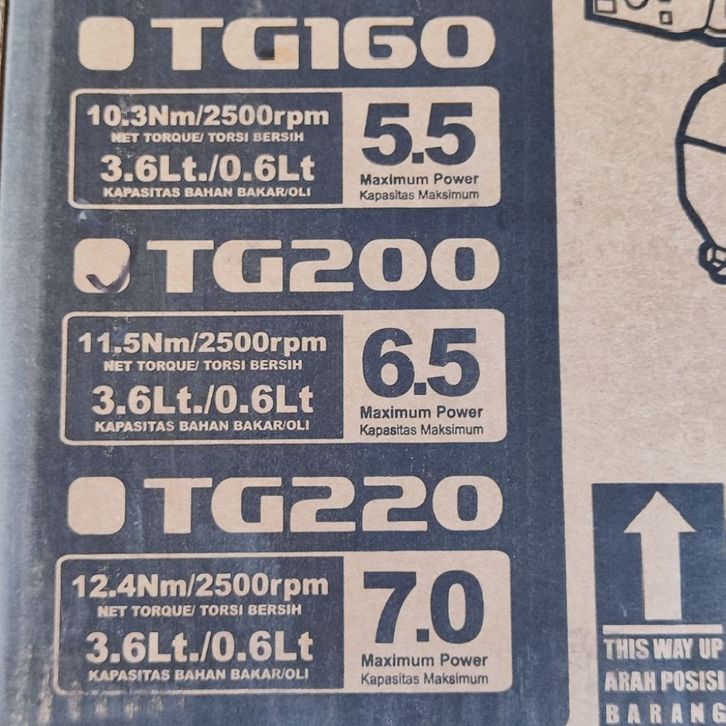 TG160
10.3Nm/2500rpm
NET TORQUE/ TORSI BERSIH
3.6Lt./0.6Lt
KAPASITAS BAHAN BAKAR/OLI
5.5
Maximum Power
Kapasitas Maksimum
TG200
11.5Nm/2500rpm
NET TORQUE/ TORSI BERSIH
3.6Lt./0.6Lt
KAPASITAS BAHAN BAKAR/OLI
6.5
Maximum Power
Kapasitas Maksimum
TG220
12.4Nm/2500rpm
NET TORQUE/ TORSI BERSIH
3.6Lt./0.6Lt
KAPASITAS BAHAN BAKAR/OLI
7.0
Maximum Power
Kapasitas Maksimum
THIS WAY UP
ARAH POSISI
BARANG